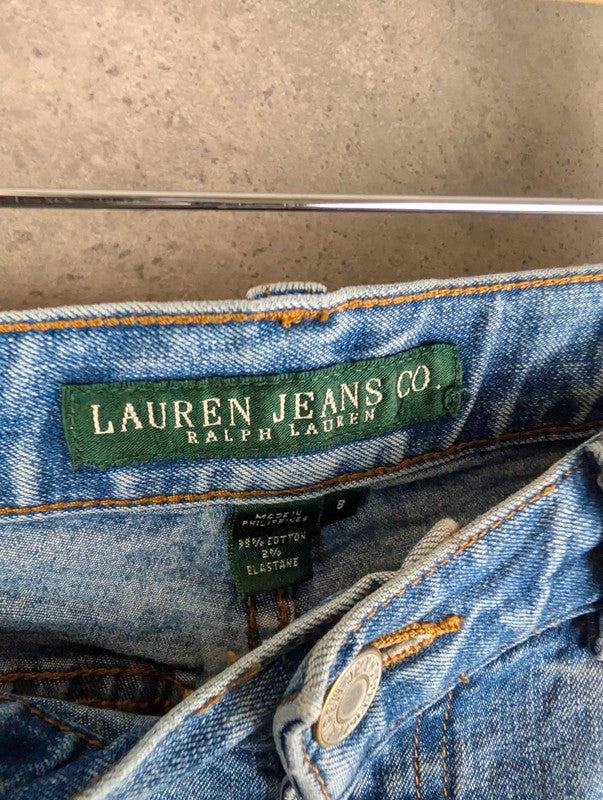 LAUREN JEANS CO.
RALPH LAUREN
MADE IN
PHILIPPINES
8
98% COTTON
2%
ELASTANE